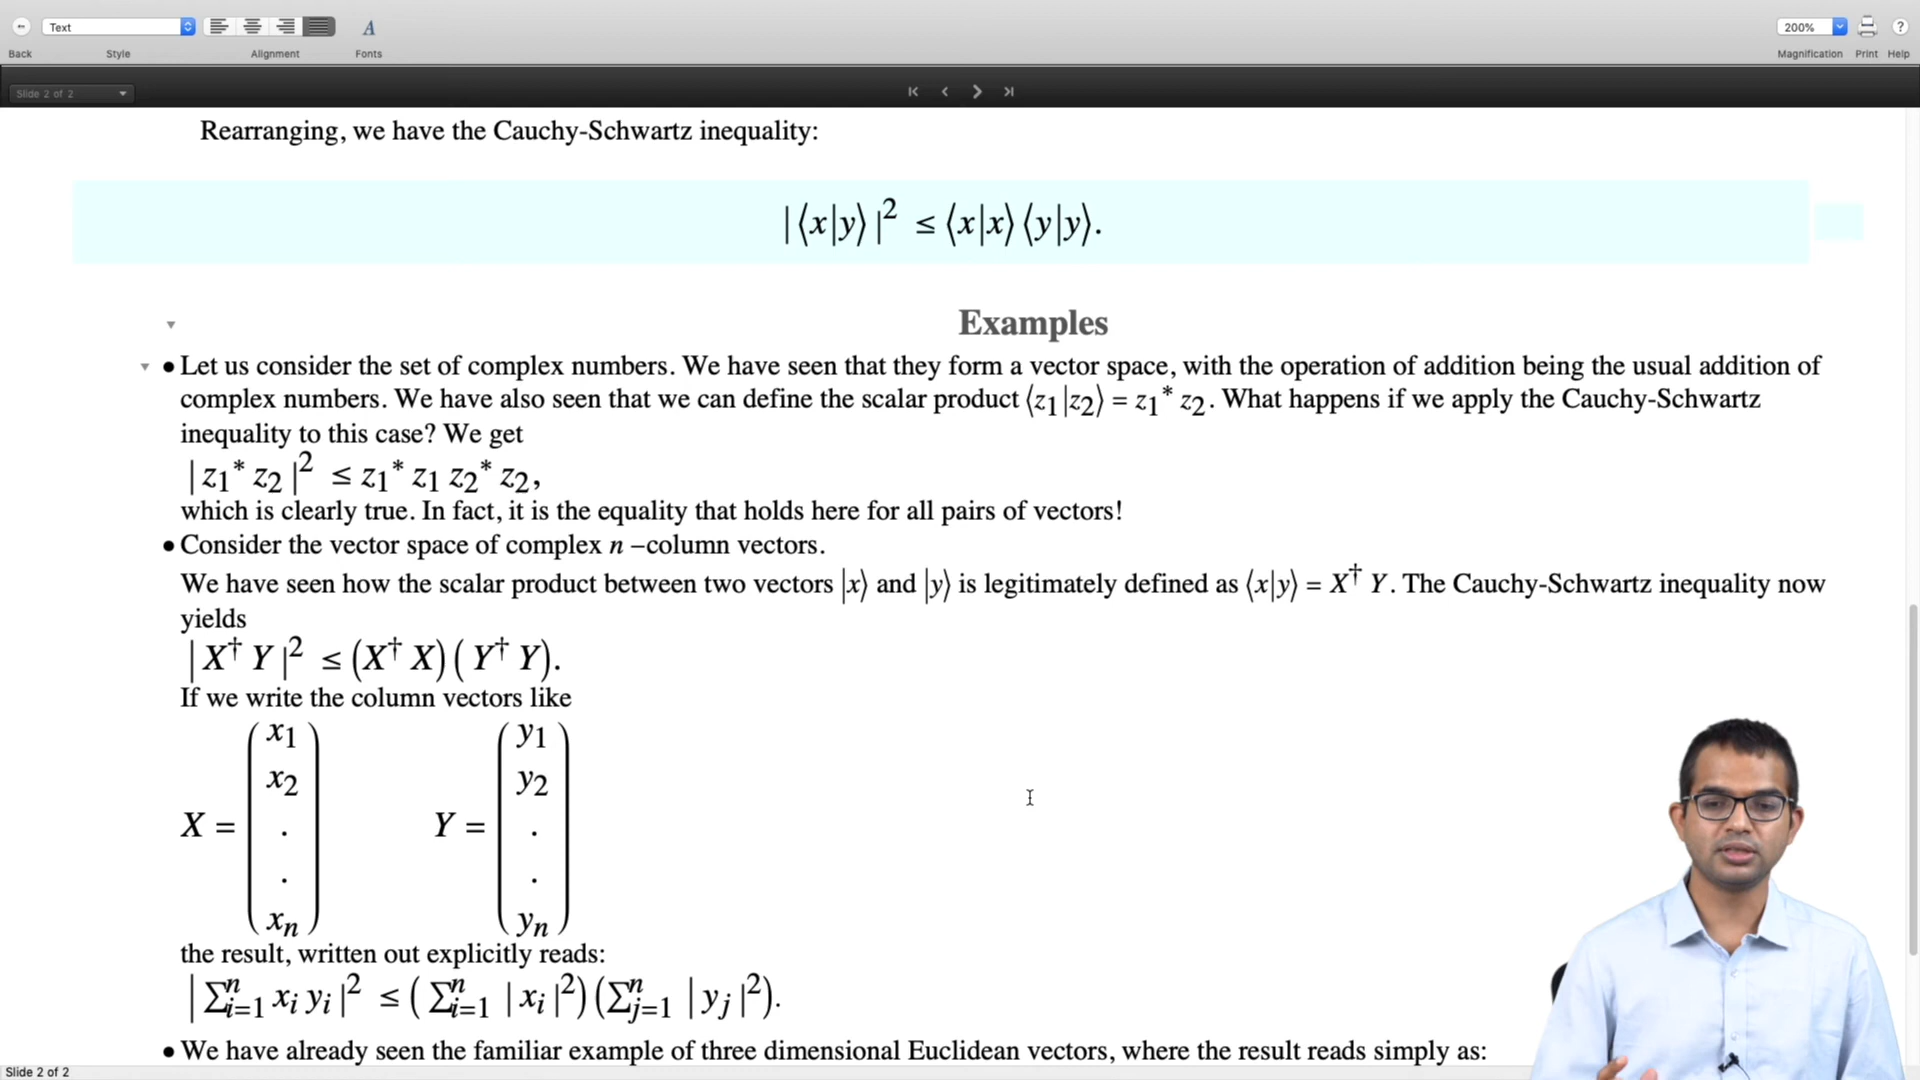 Text
200%
Back
Style
Alignment
Fonts
Magnification
Print
Help
Slide 2 of 2
Rearranging, we have the Cauchy-Schwartz inequality:
|⟨x|y⟩|² ≤ ⟨x|x⟩⟨y|y⟩.
Examples
• Let us consider the set of complex numbers. We have seen that they form a vector space, with the operation of addition being the usual addition of
complex numbers. We have also seen that we can define the scalar product ⟨z₁|z₂⟩ = z₁* z₂. What happens if we apply the Cauchy-Schwartz
inequality to this case? We get
|z₁* z₂|² ≤ z₁* z₁ z₂* z₂,
which is clearly true. In fact, it is the equality that holds here for all pairs of vectors!
• Consider the vector space of complex n –column vectors.
We have seen how the scalar product between two vectors |x⟩ and |y⟩ is legitimately defined as ⟨x|y⟩ = X† Y. The Cauchy-Schwartz inequality now
yields
|X† Y|² ≤ (X† X)(Y† Y).
If we write the column vectors like
X = (x₁ x₂ . . xₙ) Y = (y₁ y₂ . . yₙ)
the result, written out explicitly reads:
|Σⁿᵢ₌₁ xᵢ yᵢ|² ≤ (Σⁿᵢ₌₁ |xᵢ|²)(Σⁿⱼ₌₁ |yⱼ|²).
• We have already seen the familiar example of three dimensional Euclidean vectors, where the result reads simply as:
Slide 2 of 2